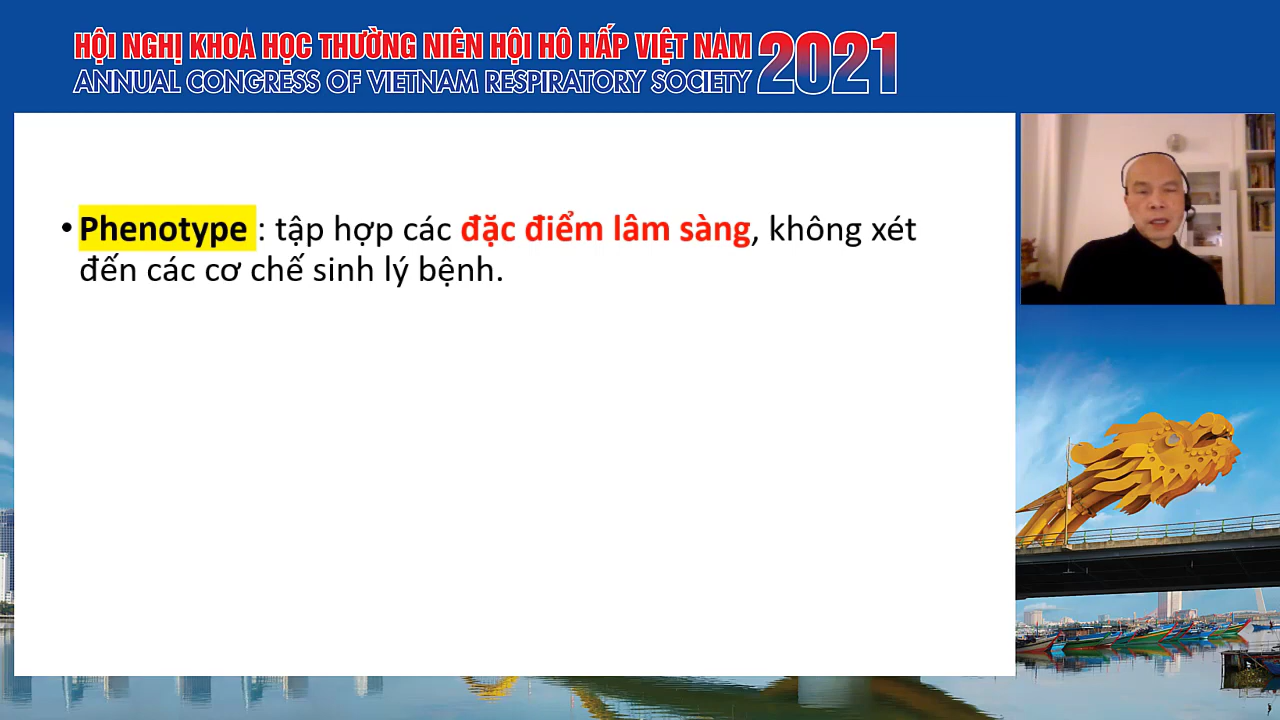 HỘI NGHỊ KHOA HỌC THƯỜNG NIÊN HỘI HÔ HẤP VIỆT NAM 2021
ANNUAL CONGRESS OF VIETNAM RESPIRATORY SOCIETY
• Phenotype : tập hợp các đặc điểm lâm sàng, không xét
đến các cơ chế sinh lý bệnh.